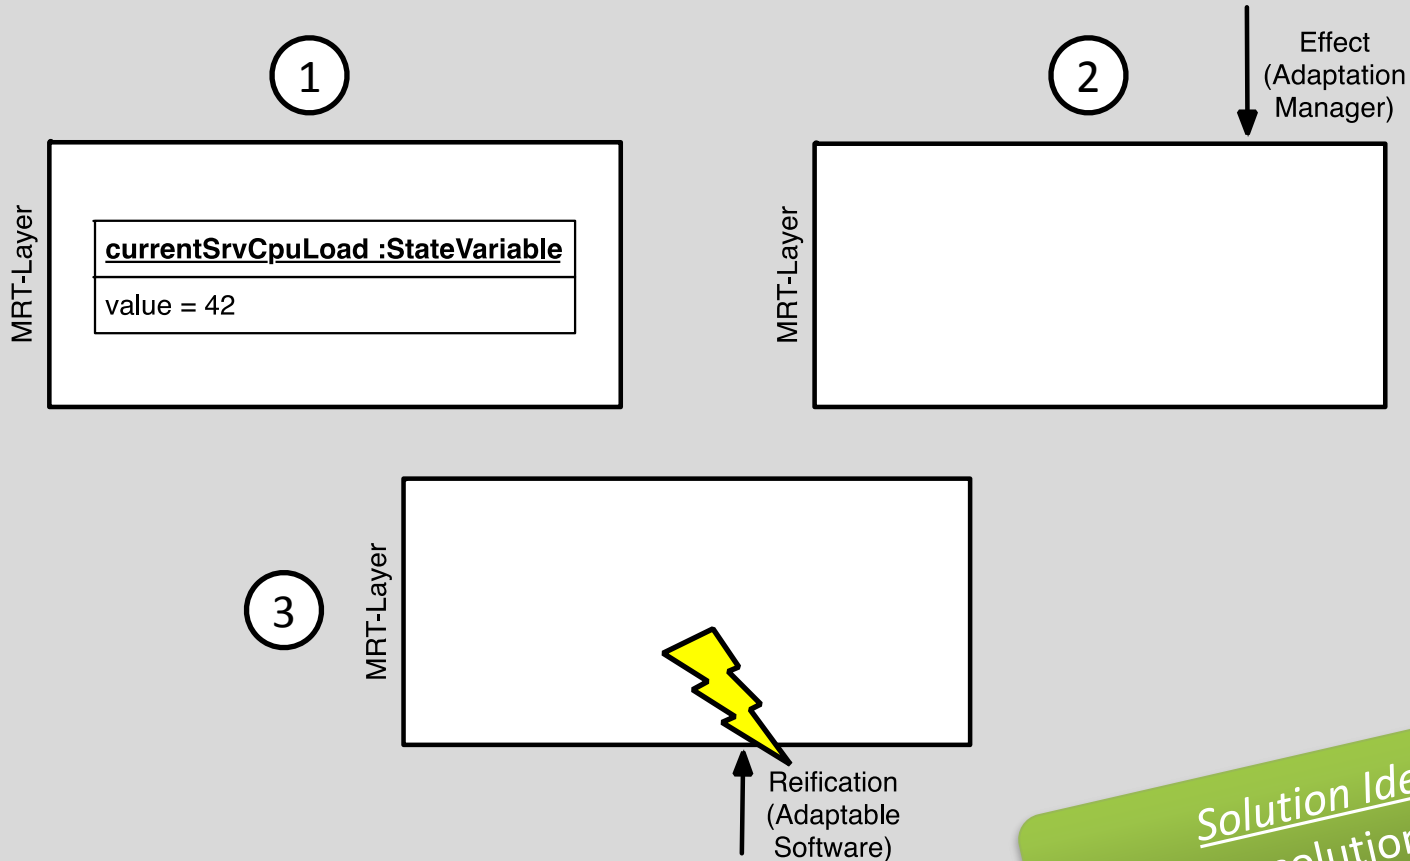 1
MRT-Layer
currentSrvCpuLoad :StateVariable
value = 42
2
Effect
(Adaptation
Manager)
MRT-Layer
3
MRT-Layer
Reification
(Adaptable
Software)
Solution